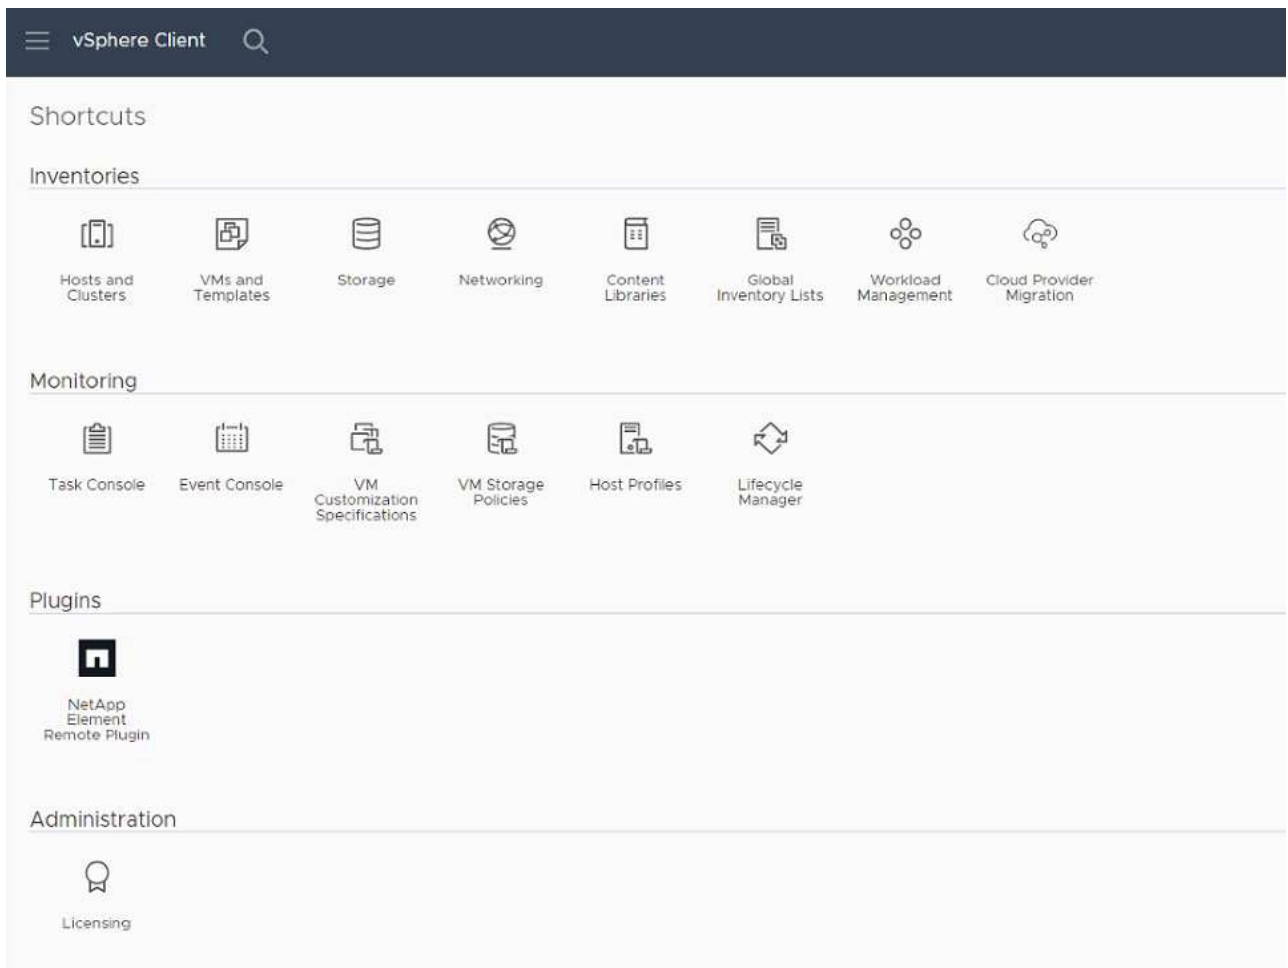 vSphere Client
Shortcuts
Inventories
Hosts and
Clusters
VMs and
Templates
Storage
Networking
Content
Libraries
Global
Inventory Lists
Workload
Management
Cloud Provider
Migration
Monitoring
Task Console
Event Console
VM
Customization
Specifications
VM Storage
Policies
Host Profiles
Lifecycle
Manager
Plugins
NetApp
Element
Remote Plugin
Administration
Licensing